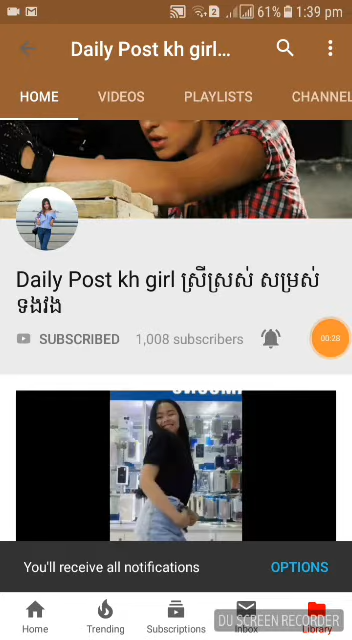 61% 1:39 pm
Daily Post kh girl...
HOME VIDEOS PLAYLISTS CHANNEL
Daily Post kh girl ស្រីស្រស់ សម្រស់
ទងវង
SUBSCRIBED 1,008 subscribers
00:28
You'll receive all notifications OPTIONS
Home Trending Subscriptions Inbox Library
DU SCREEN RECORDER